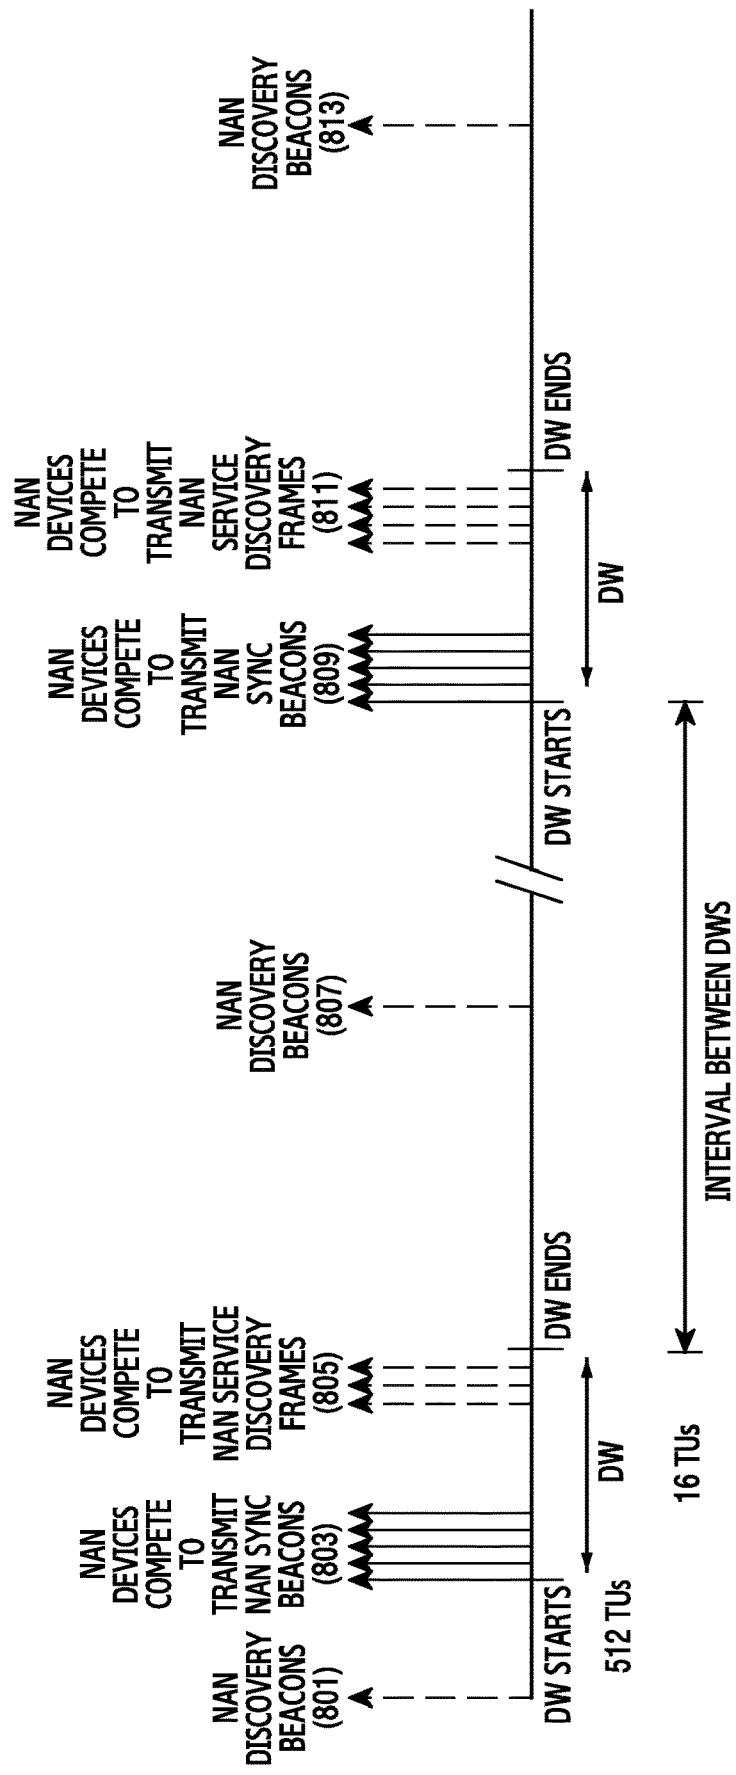 NAN
DISCOVERY
BEACONS
(801)
NAN
DEVICES
COMPETE
TO
TRANSMIT
NAN SYNC
BEACONS
(803)
NAN
DEVICES
COMPETE
TO
TRANSMIT
NAN SERVICE
DISCOVERY
FRAMES
(805)
NAN
DISCOVERY
BEACONS
(807)
NAN
DEVICES
COMPETE
TO
TRANSMIT
NAN
SYNC
BEACONS
(809)
NAN
DEVICES
COMPETE
TO
TRANSMIT
NAN
SERVICE
DISCOVERY
FRAMES
(811)
NAN
DISCOVERY
BEACONS
(813)
DW STARTS
DW ENDS
DW STARTS
DW ENDS
512 TUs
DW
DW
16 TUs
INTERVAL BETWEEN DWS